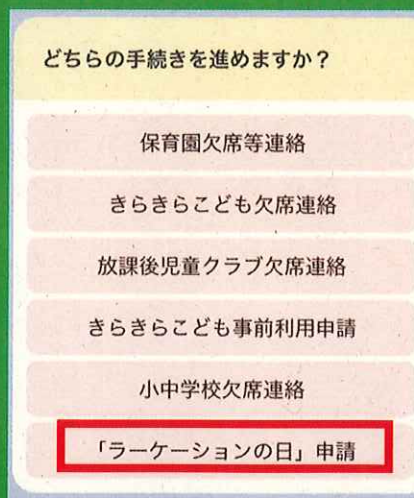 どちらの手続きを進めますか?
保育園欠席等連絡
きらきらこども欠席連絡
放課後児童クラブ欠席連絡
きらきらこども事前利用申請
小中学校欠席連絡
「ラーケーションの日」申請